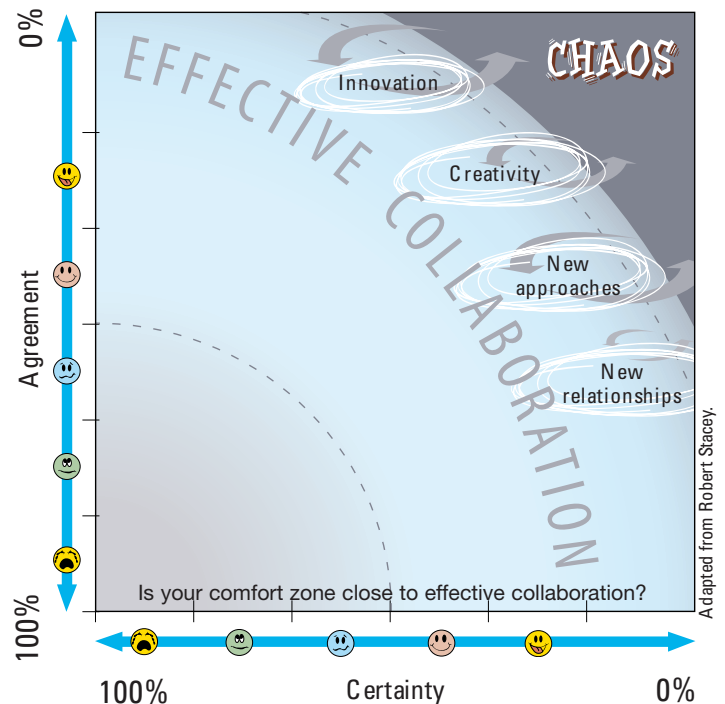 0%
CHAOS
EFFECTIVE COLLABORATION
Innovation
Creativity
New
approaches
New
relationships
Agreement
Adapted from Robert Stacey.
Is your comfort zone close to effective collaboration?
100%
100%
Certainty
0%